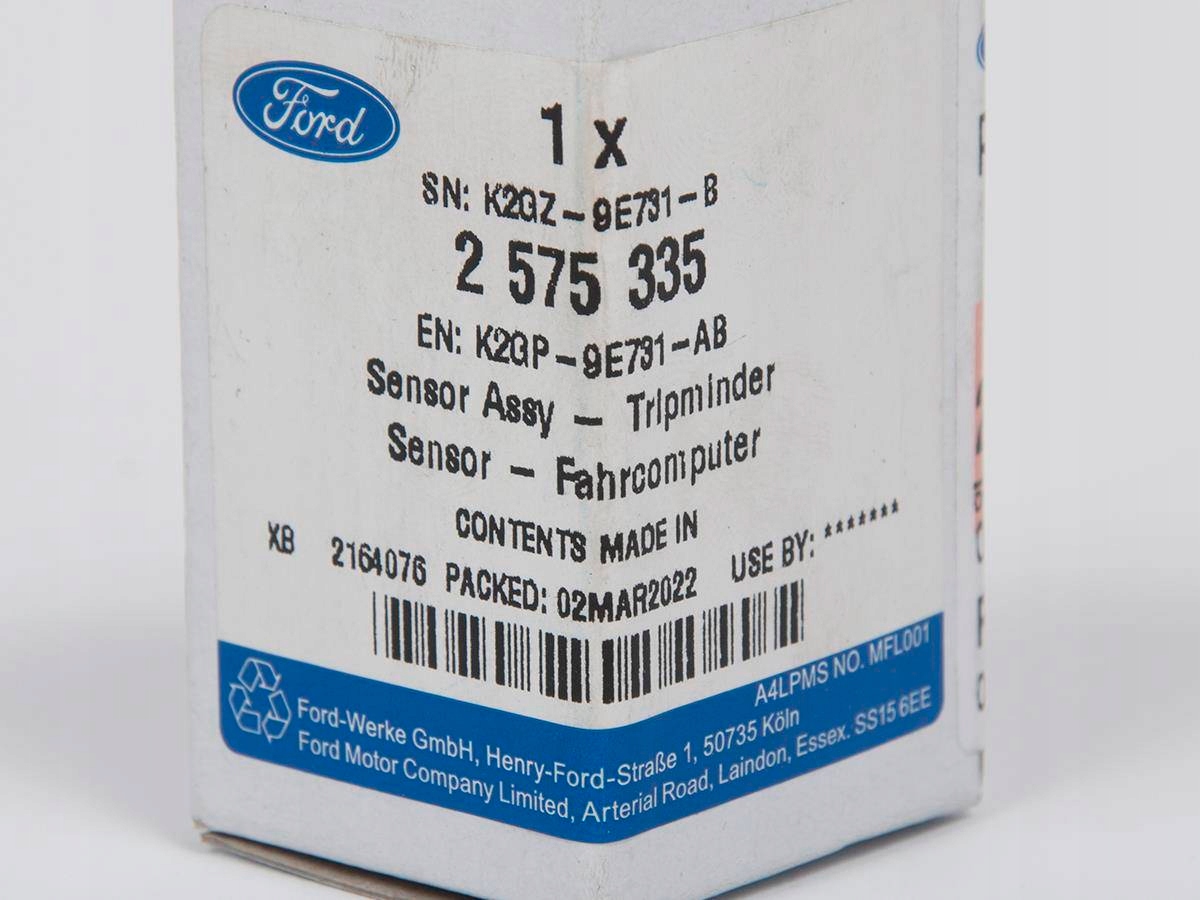 Ford
1 x
SN: K2GZ-9E731-B
2 575 335
EN: K2GP-9E731-AB
Sensor Assy - Tripminder
Sensor - Fahrcomputer
CONTENTS MADE IN
XB 2164076 PACKED: 02MAR2022 USE BY: *******
A4LPMS NO. MFL001
Ford-Werke GmbH, Henry-Ford-Straße 1, 50735 Köln
Ford Motor Company Limited, Arterial Road, Laindon, Essex. SS15 6EE